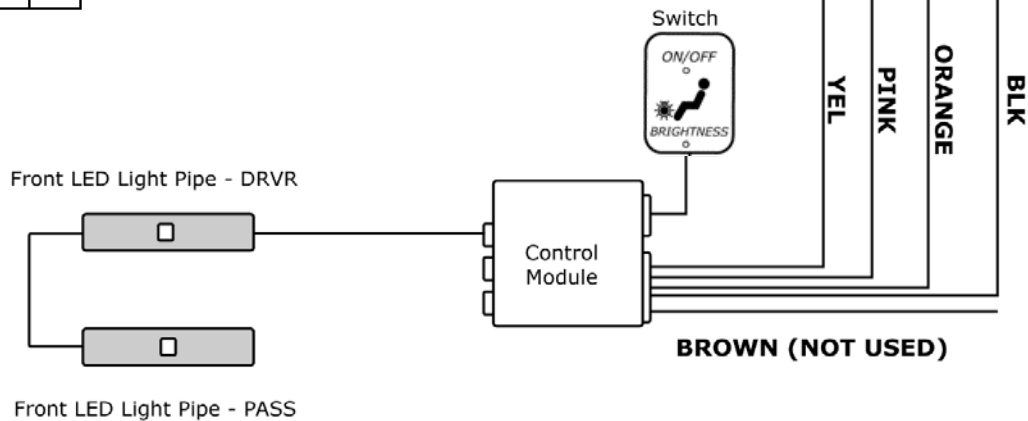 Switch
ON/OFF
BRIGHTNESS
YEL
PINK
ORANGE
BLK
Front LED Light Pipe - DRVR
Control
Module
BROWN (NOT USED)
Front LED Light Pipe - PASS